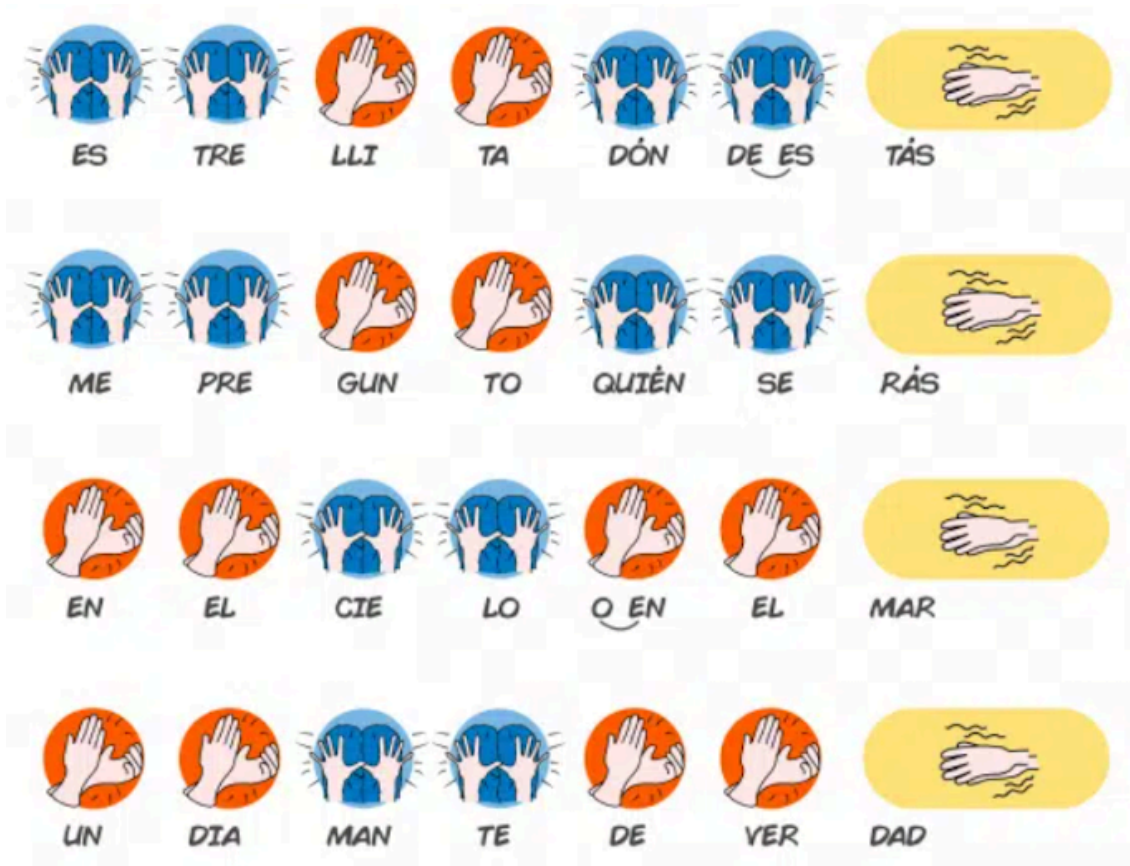 ES TRE LLI TA DÓN DE ES TÁS
ME PRE GUN TO QUIÉN SE RÁS
EN EL CIE LO O EN EL MAR
UN DIA MAN TE DE VER DAD